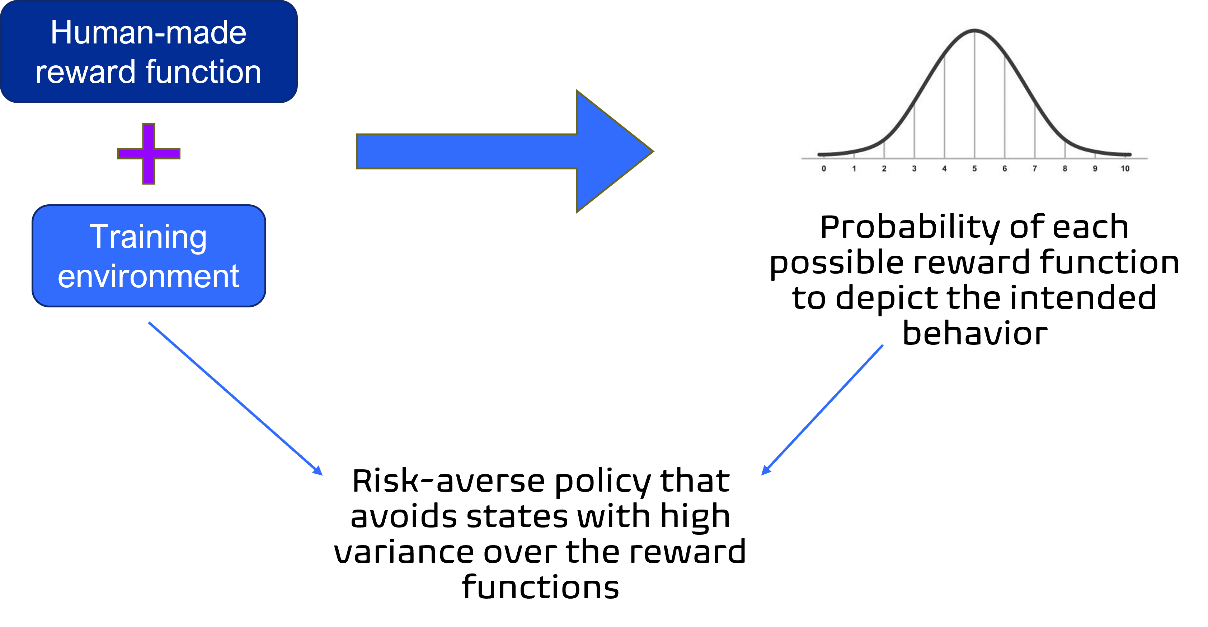 Human-made
reward function
Training
environment
0 1 2 3 4 5 6 7 8 9 10
Probability of each
possible reward function
to depict the intended
behavior
Risk-averse policy that
avoids states with high
variance over the reward
functions